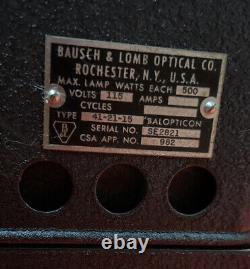 BAUSCH & LOMB OPTICAL CO.
ROCHESTER, N.Y., U.S.A.
MAX. LAMP WATTS EACH 500
VOLTS 115 AMPS
CYCLES
TYPE 41-21-15 BALOPTICON
SERIAL NO. SE2821
CSA APP. NO. 982